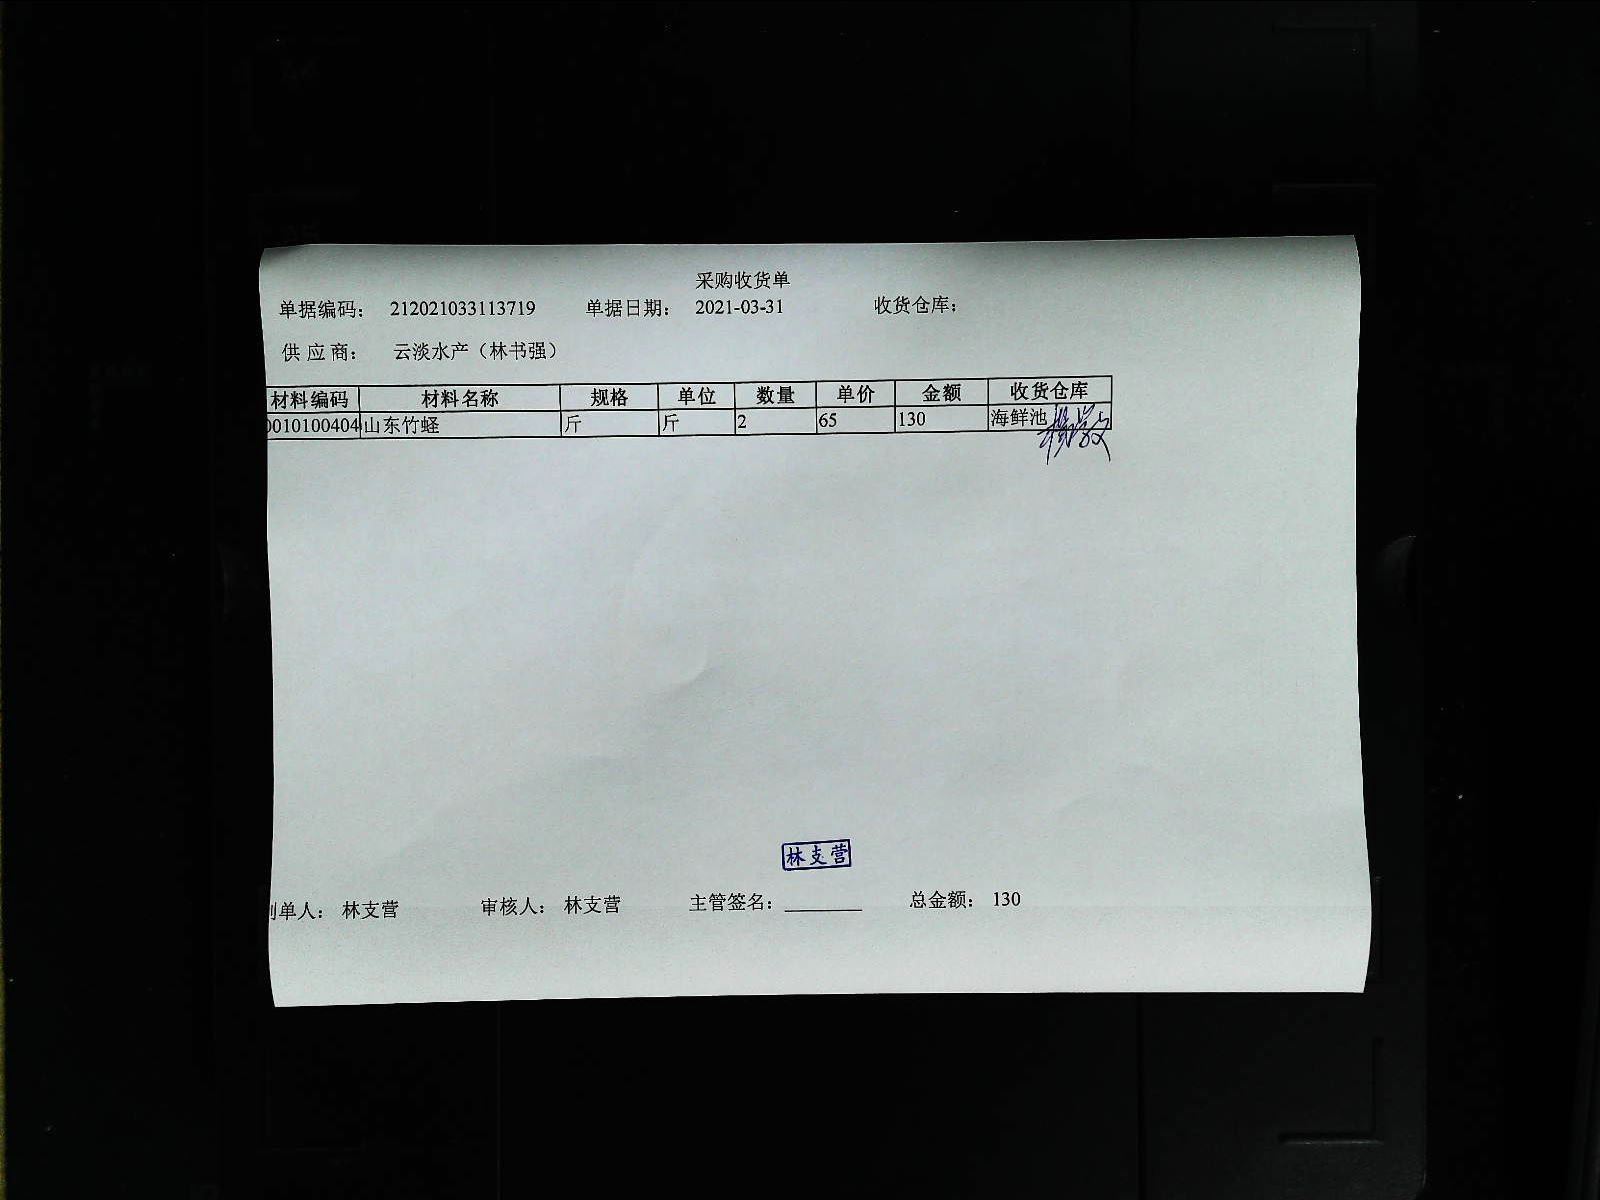 采购收货单
单据编码： 212021033113719 单据日期： 2021-03-31 收货仓库：
供应商： 云淡水产（林书强）
材料编码 材料名称 规格 单位 数量 单价 金额 收货仓库
0010100404 山东竹蛏 斤 斤 2 65 130 海鲜池
林支营
制单人： 林支营 审核人： 林支营 主管签名：________ 总金额： 130